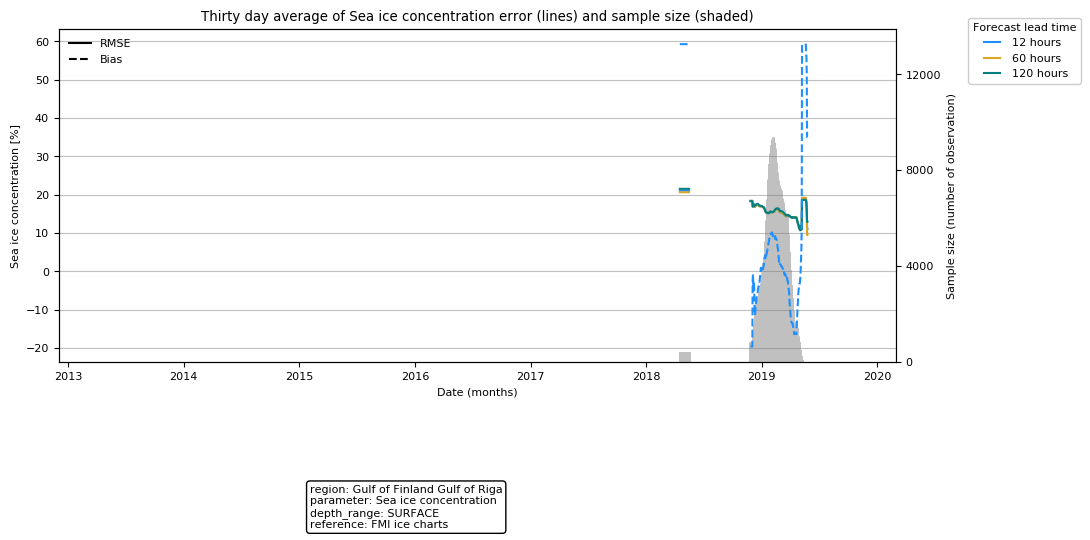 Thirty day average of Sea ice concentration error (lines) and sample size (shaded)
Forecast lead time
12 hours
60 hours
120 hours
RMSE
Bias
60
50
40
30
20
10
0
−10
−20
Sea ice concentration [%]
12000
8000
4000
0
Sample size (number of observation)
2013 2014 2015 2016 2017 2018 2019 2020
Date (months)
region: Gulf of Finland Gulf of Riga
parameter: Sea ice concentration
depth_range: SURFACE
reference: FMI ice charts